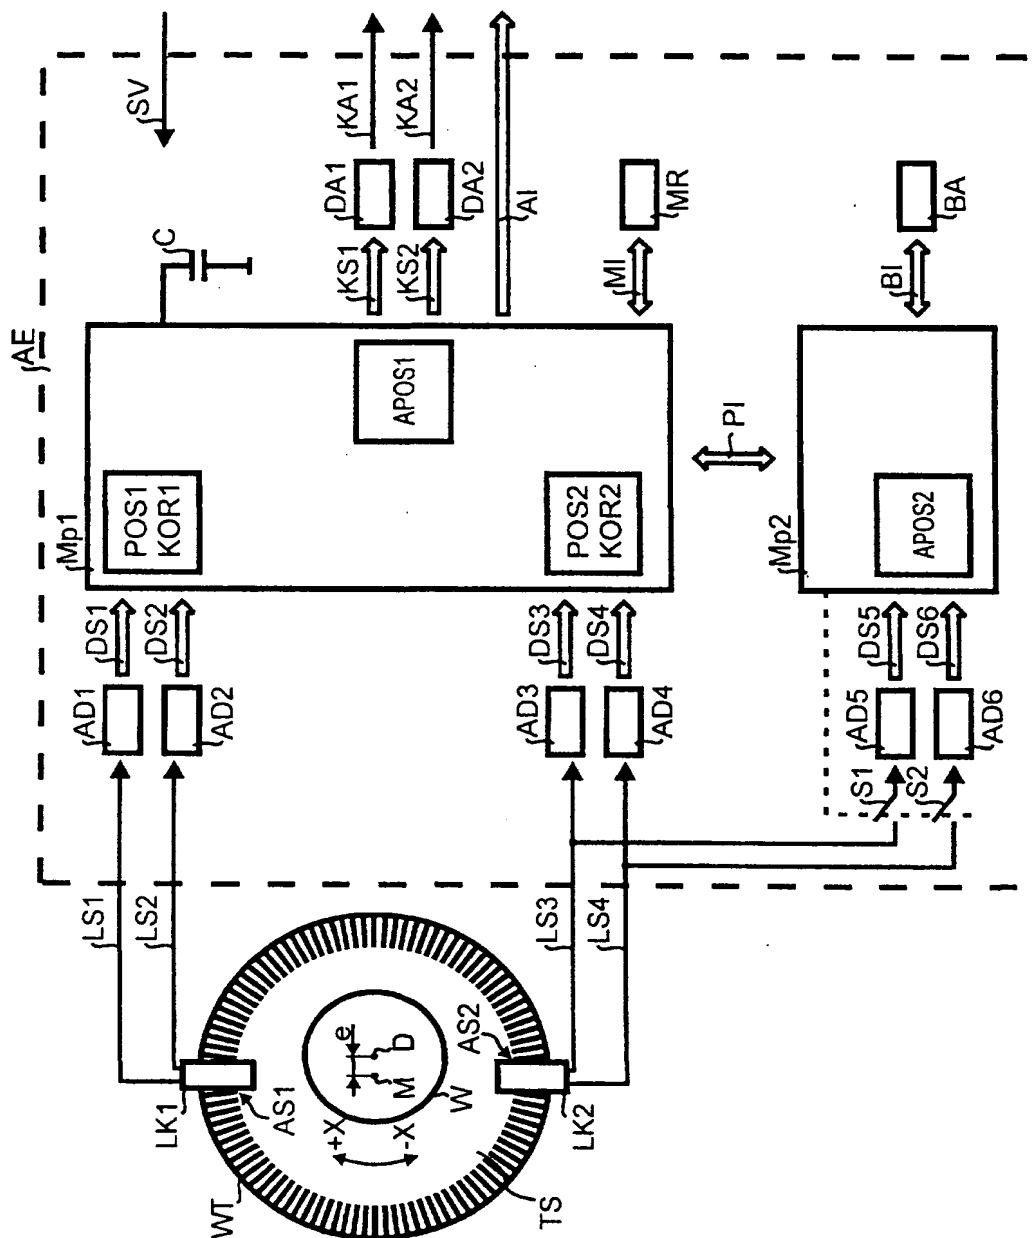 AE
SV
C
KA1
KA2
DA1
DA2
KS1
KS2
AI
MR
MI
BA
BI
Mp1
POS1
KOR1
APOS1
POS2
KOR2
PI
Mp2
APOS2
DS1
DS2
DS3
DS4
DS5
DS6
AD1
AD2
AD3
AD4
AD5
AD6
S1
S2
LS1
LS2
LS3
LS4
LK1
AS1
AS2
LK2
WT
TS
+X
-X
e
M
D
W